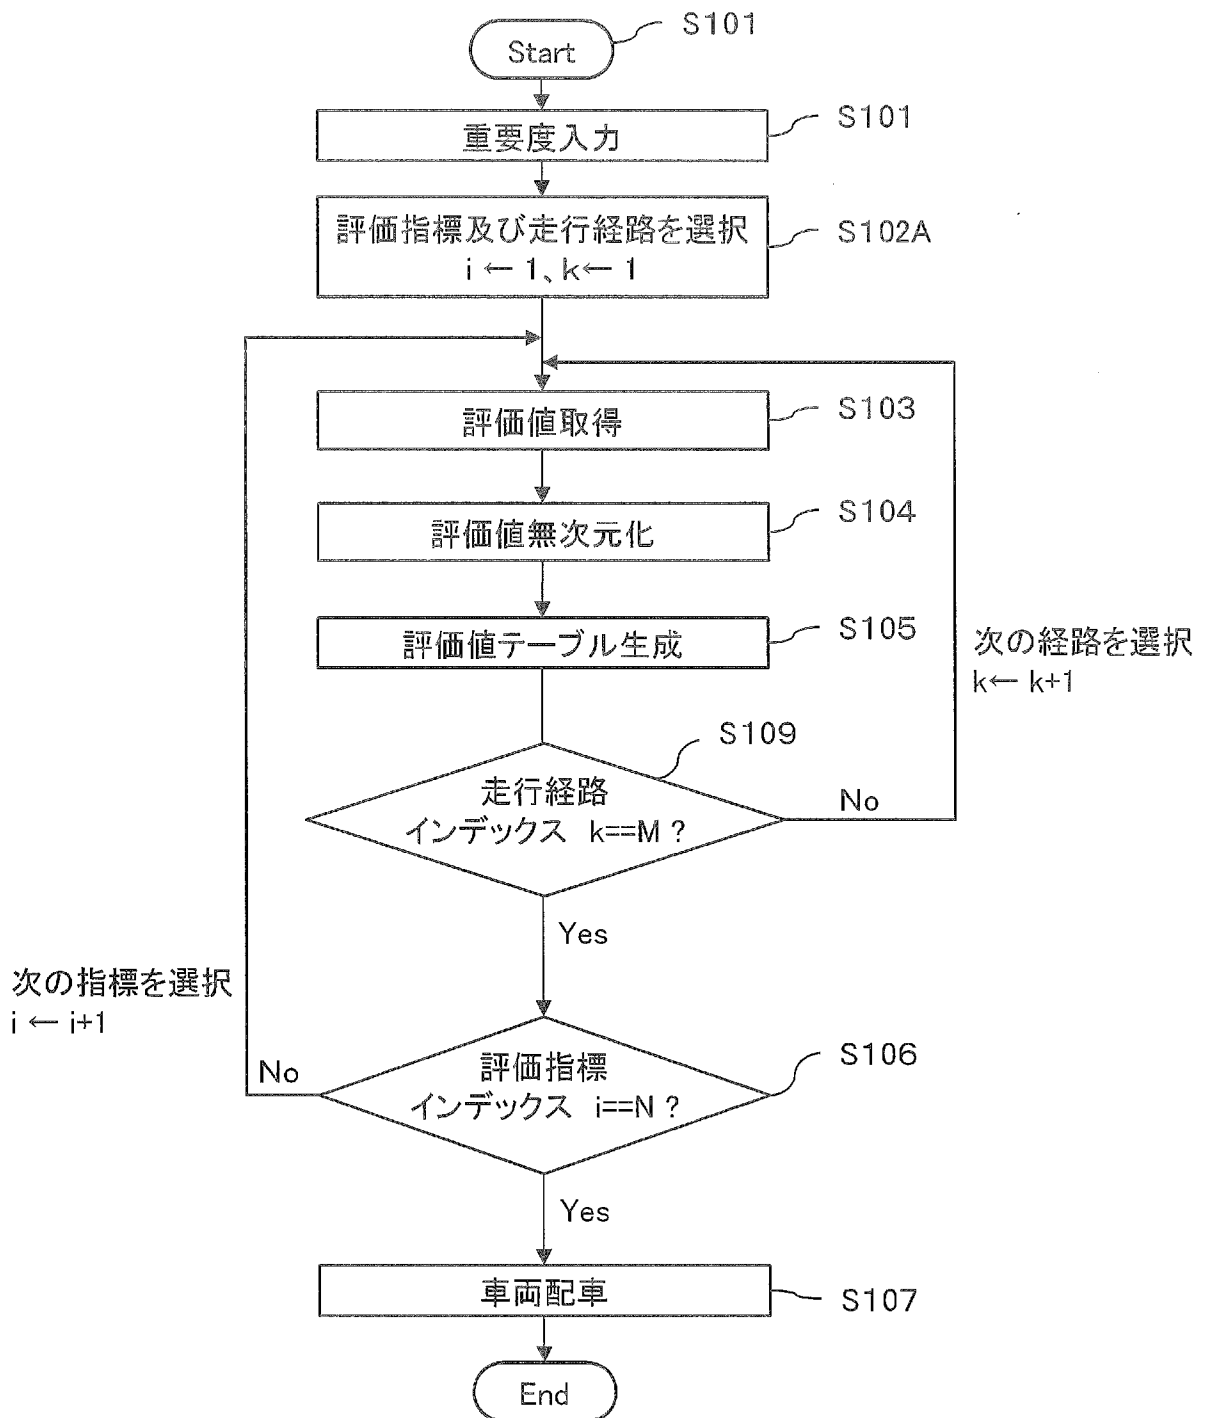 Start
S101
重要度入力
S101
評価指標及び走行経路を選択
i ← 1、k← 1
S102A
評価値取得
S103
評価値無次元化
S104
評価値テーブル生成
S105
次の経路を選択
k← k+1
S109
走行経路
インデックス k==M ?
No
Yes
次の指標を選択
i ← i+1
No
評価指標
インデックス i==N ?
S106
Yes
車両配車
S107
End